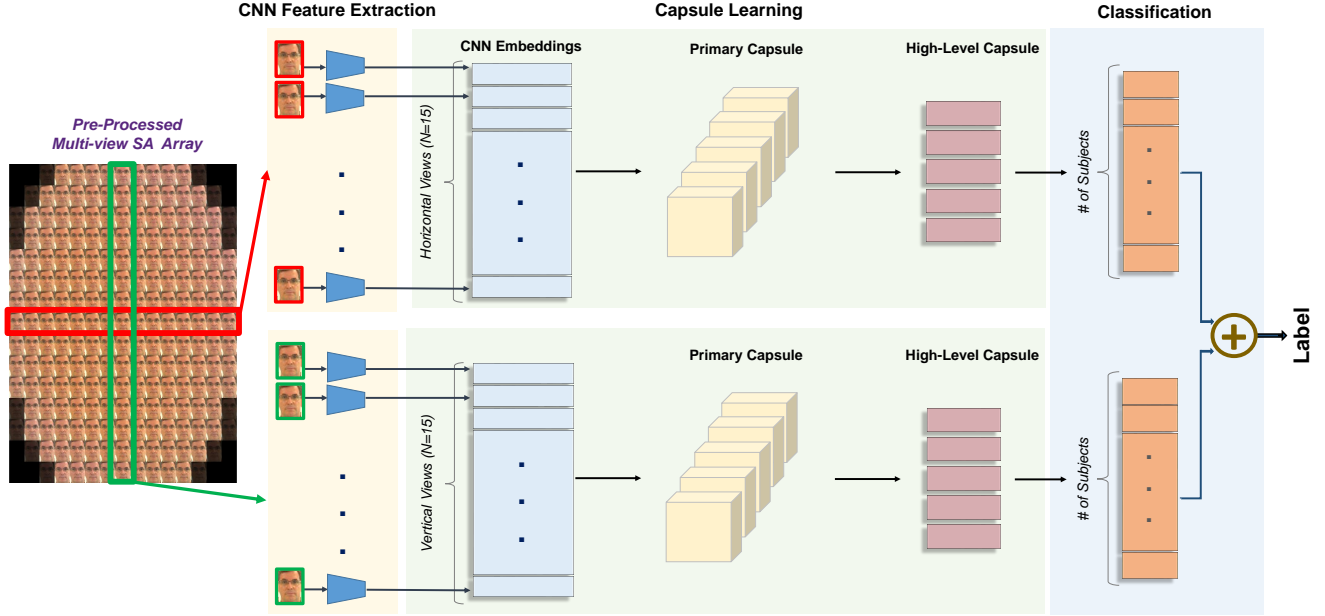 CNN Feature Extraction
Capsule Learning
Classification
Pre-Processed
Multi-view SA Array
CNN Embeddings
Primary Capsule
High-Level Capsule
Horizontal Views (N=15)
# of Subjects
Label
Primary Capsule
High-Level Capsule
Vertical Views (N=15)
# of Subjects